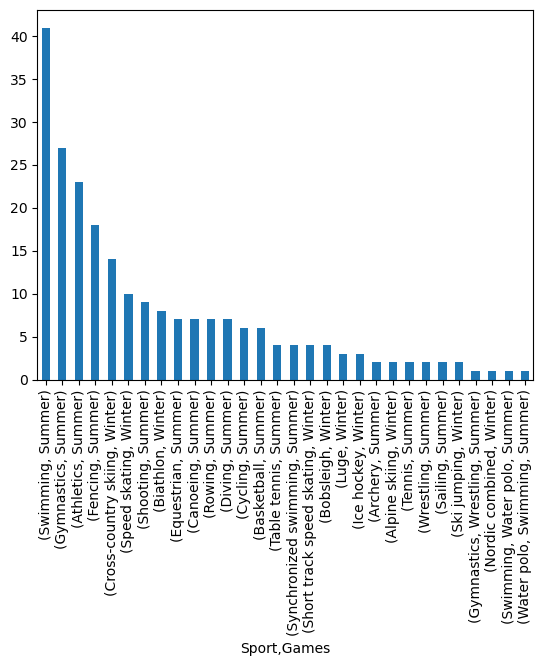 40
35
30
25
20
15
10
5
0
(Swimming, Summer)
(Gymnastics, Summer)
(Athletics, Summer)
(Fencing, Summer)
(Cross-country skiing, Winter)
(Speed skating, Winter)
(Shooting, Summer)
(Biathlon, Winter)
(Equestrian, Summer)
(Canoeing, Summer)
(Rowing, Summer)
(Diving, Summer)
(Cycling, Summer)
(Basketball, Summer)
(Table tennis, Summer)
(Synchronized swimming, Summer)
(Short track speed skating, Winter)
(Bobsleigh, Winter)
(Luge, Winter)
(Ice hockey, Winter)
(Archery, Summer)
(Alpine skiing, Winter)
(Tennis, Summer)
(Wrestling, Summer)
(Sailing, Summer)
(Ski jumping, Winter)
(Gymnastics, Wrestling, Summer)
(Nordic combined, Winter)
(Swimming, Water polo, Summer)
(Water polo, Swimming, Summer)
Sport,Games